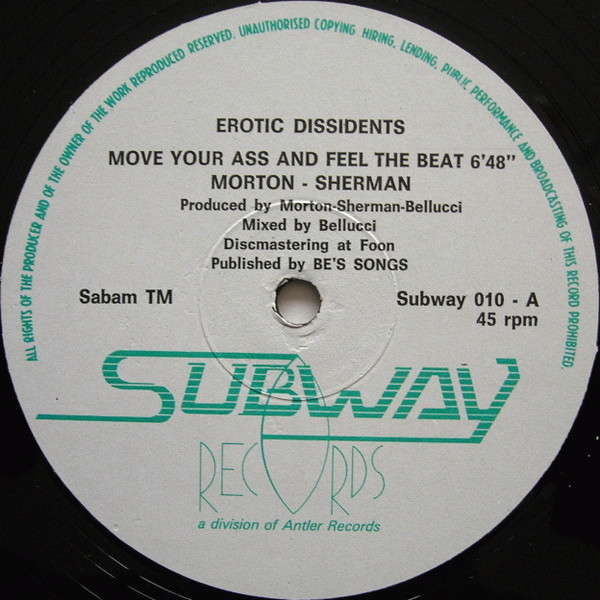 ALL RIGHTS OF THE PRODUCER AND OF THE OWNER OF THE WORK REPRODUCED RESERVED. UNAUTHORISED COPYING HIRING, LENDING, PUBLIC PERFORMANCE AND BROADCASTING OF THIS RECORD PROHIBITED.
EROTIC DISSIDENTS
MOVE YOUR ASS AND FEEL THE BEAT 6'48"
MORTON - SHERMAN
Produced by Morton-Sherman-Bellucci
Mixed by Bellucci
Discmastering at Foon
Published by BE'S SONGS
Sabam TM
Subway 010 - A
45 rpm
SUBWAY
RECORDS
a division of Antler Records